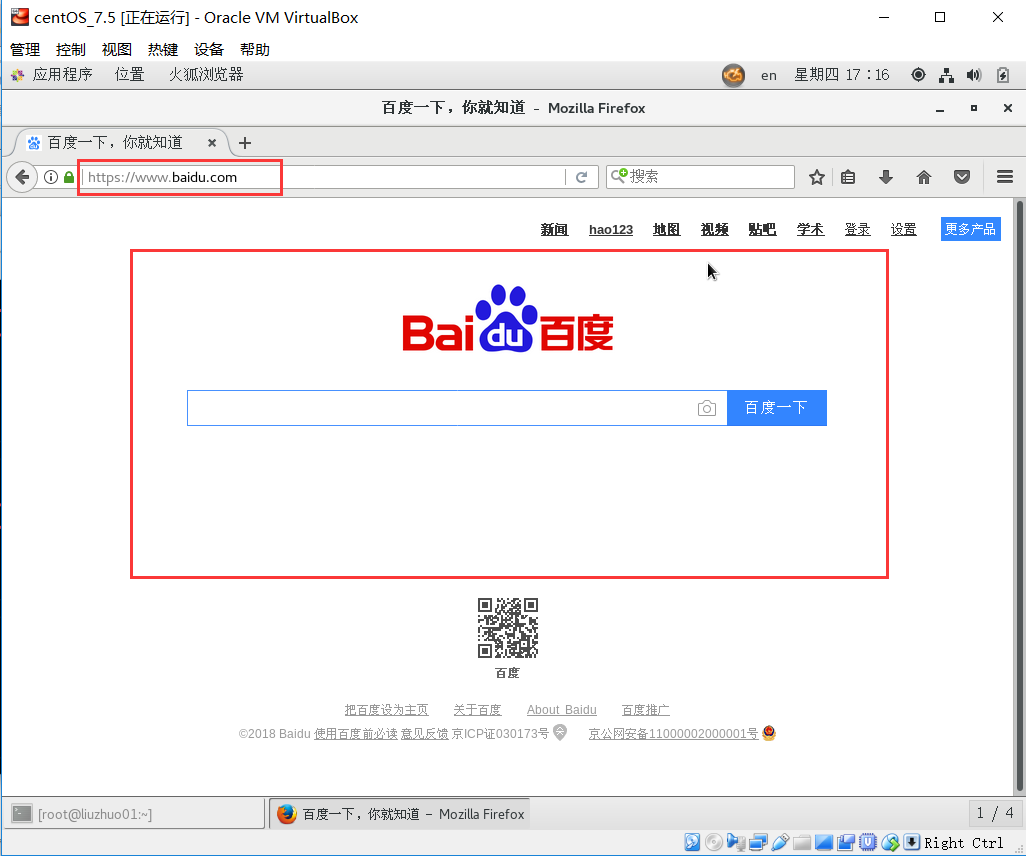 centOS_7.5 [正在运行] - Oracle VM VirtualBox
管理 控制 视图 热键 设备 帮助
应用程序 位置 火狐浏览器 en 星期四 17：16
百度一下，你就知道 - Mozilla Firefox
百度一下，你就知道
https://www.baidu.com 搜索
新闻 hao123 地图 视频 贴吧 学术 登录 设置 更多产品
Bai du 百度
百度一下
百度
把百度设为主页 关于百度 About Baidu 百度推广
©2018 Baidu 使用百度前必读 意见反馈 京ICP证030173号 京公网安备11000002000001号
[root@liuzhuo01:~] 百度一下，你就知道 - Mozilla Firefox 1 / 4
Right Ctrl